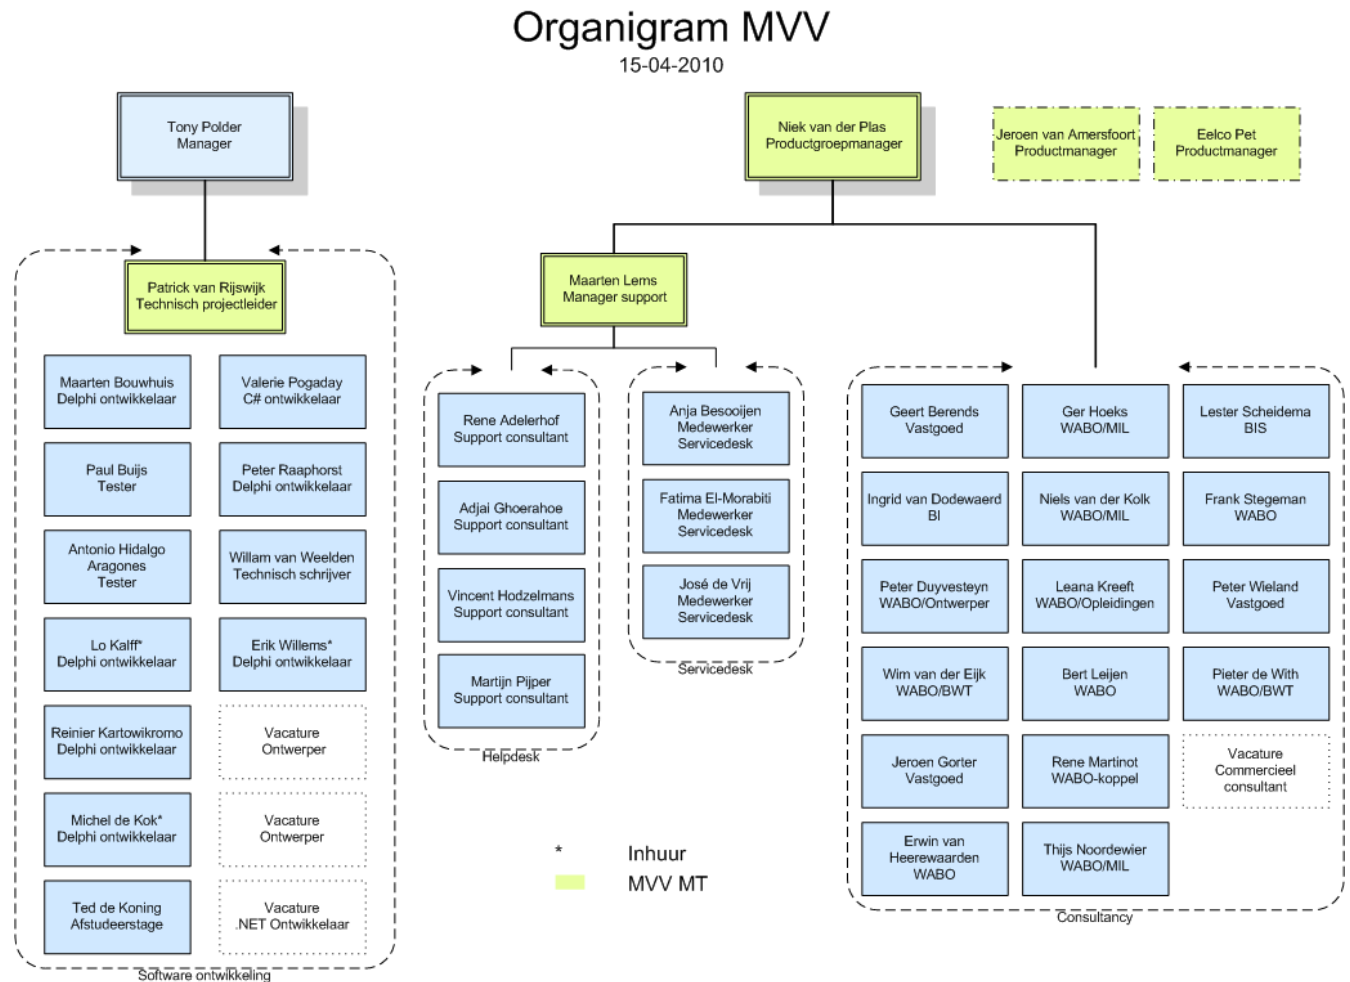 Organigram MVV
15-04-2010
Tony Polder
Manager
Niek van der Plas
Productgroepmanager
Jeroen van Amersfoort
Productmanager
Eelco Pet
Productmanager
Patrick van Rijswijk
Technisch projectleider
Maarten Lems
Manager support
Maarten Bouwhuis
Delphi ontwikkelaar
Valerie Pogaday
C# ontwikkelaar
Paul Buijs
Tester
Peter Raaphorst
Delphi ontwikkelaar
Antonio Hidalgo
Aragones
Tester
Willam van Weelden
Technisch schrijver
Lo Kalff*
Delphi ontwikkelaar
Erik Willems*
Delphi ontwikkelaar
Reinier Kartowikromo
Delphi ontwikkelaar
Vacature
Ontwerper
Michel de Kok*
Delphi ontwikkelaar
Vacature
Ontwerper
Ted de Koning
Afstudeerstage
Vacature
.NET Ontwikkelaar
Software ontwikkeling
Rene Adelerhof
Support consultant
Adjai Ghoerahoe
Support consultant
Vincent Hodzelmans
Support consultant
Martijn Pijper
Support consultant
Helpdesk
Anja Besooijen
Medewerker
Servicedesk
Fatima El-Morabiti
Medewerker
Servicedesk
José de Vrij
Medewerker
Servicedesk
Servicedesk
Geert Berends
Vastgoed
Ger Hoeks
WABO/MIL
Lester Scheidema
BIS
Ingrid van Dodewaerd
BI
Niels van der Kolk
WABO/MIL
Frank Stegeman
WABO
Peter Duyvesteyn
WABO/Ontwerper
Leana Kreeft
WABO/Opleidingen
Peter Wieland
Vastgoed
Wim van der Eijk
WABO/BWT
Bert Leijen
WABO
Pieter de With
WABO/BWT
Jeroen Gorter
Vastgoed
Rene Martinot
WABO-koppel
Vacature
Commercieel
consultant
Erwin van
Heerewaarden
WABO
Thijs Noordewier
WABO/MIL
Consultancy
* Inhuur
MVV MT